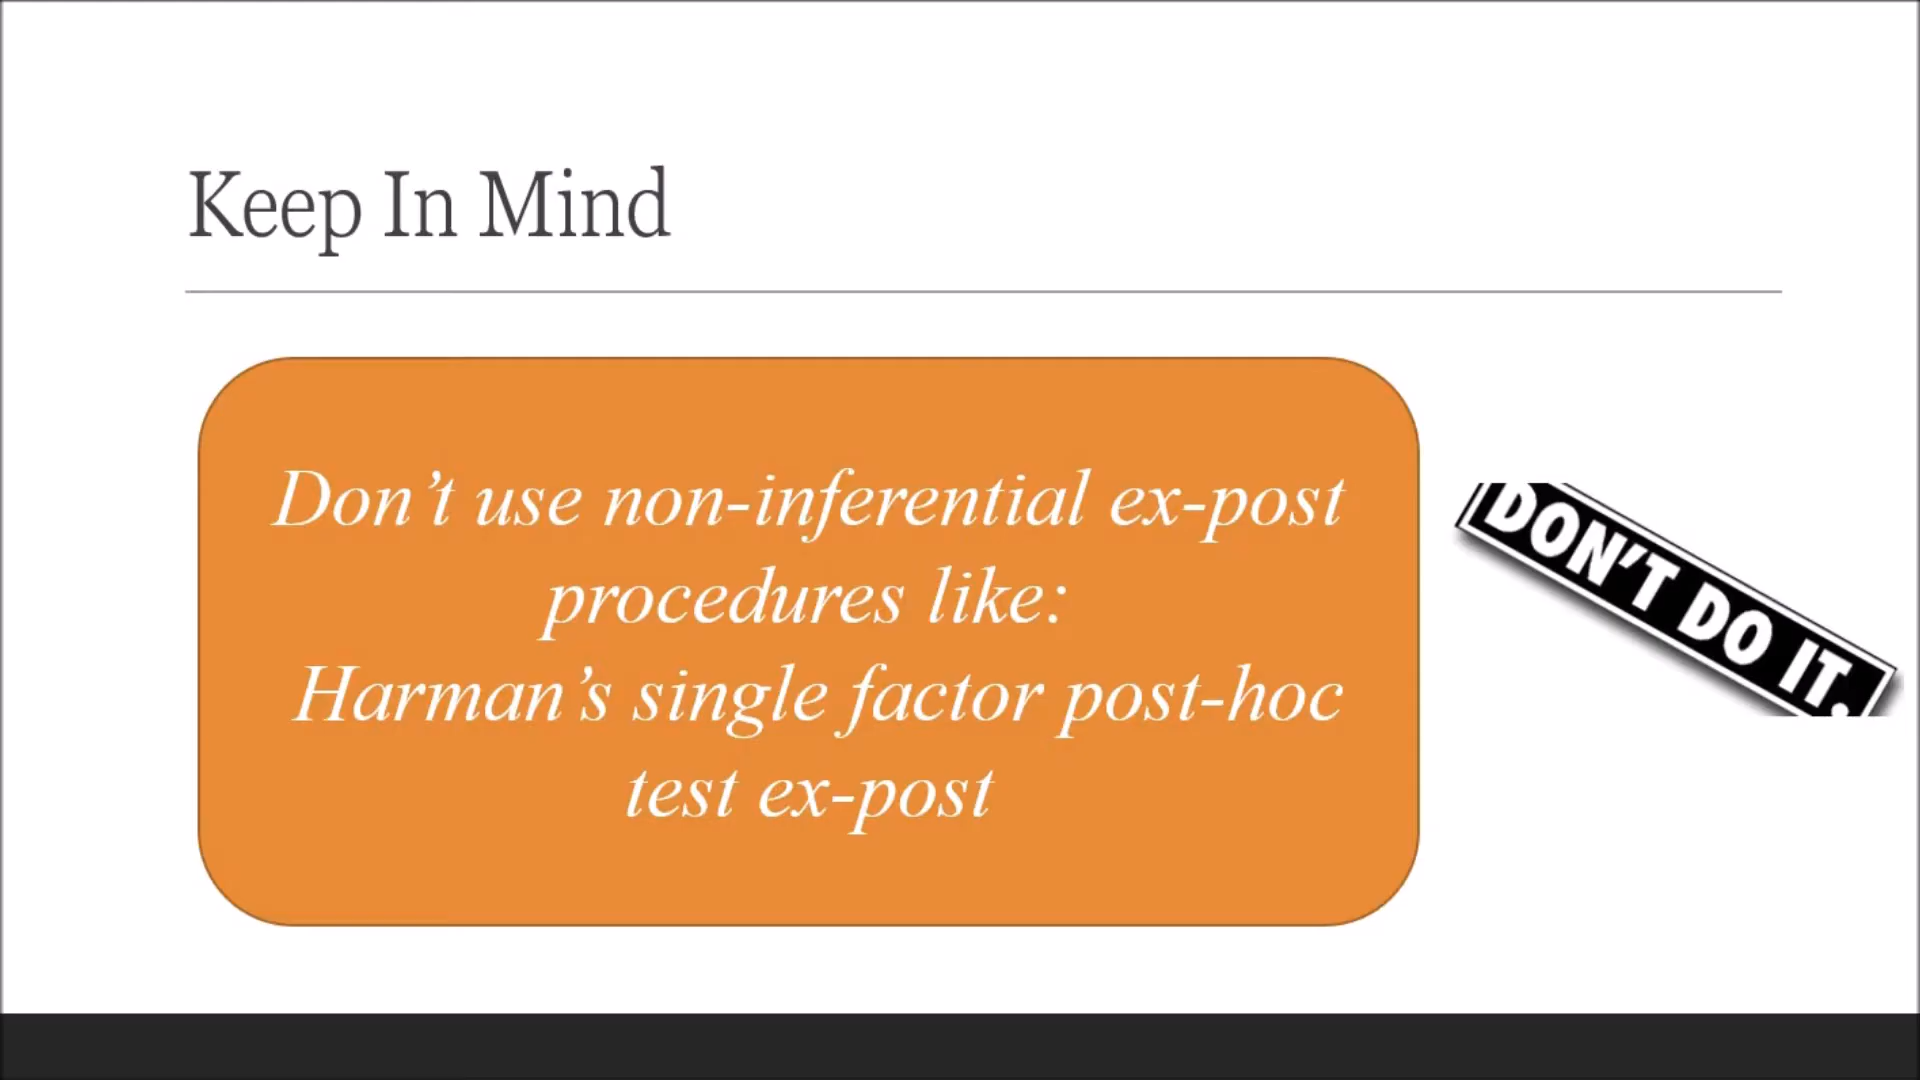 Keep In Mind
Don’t use non-inferential ex-post
procedures like:
Harman’s single factor post-hoc
test ex-post
DON’T DO IT.